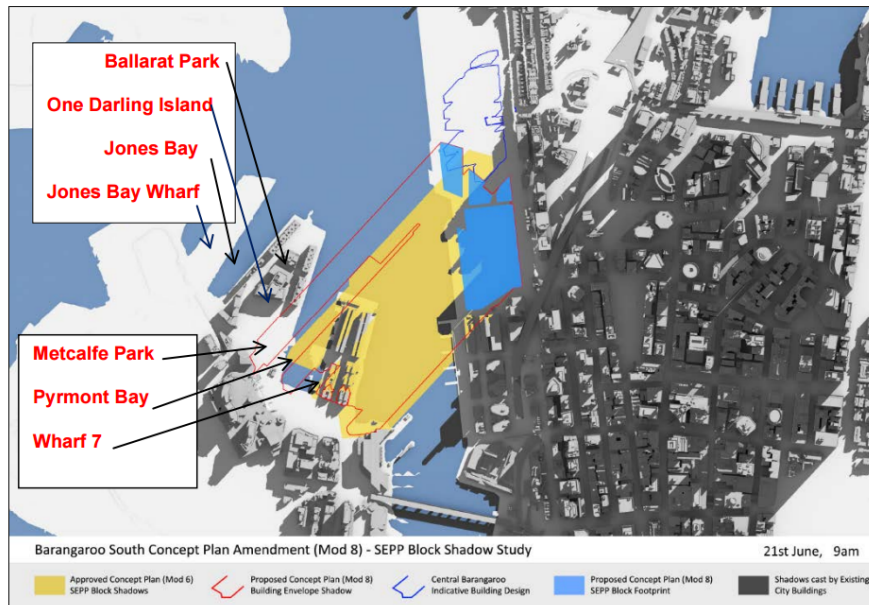 Ballarat Park
One Darling Island
Jones Bay
Jones Bay Wharf
Metcalfe Park
Pyrmont Bay
Wharf 7
Barangaroo South Concept Plan Amendment (Mod 8) - SEPP Block Shadow Study
21st June, 9am
Approved Concept Plan (Mod 6)
SEPP Block Shadows
Proposed Concept Plan (Mod 8)
Building Envelope Shadow
Central Barangaroo
Indicative Building Design
Proposed Concept Plan (Mod 8)
SEPP Block Footprint
Shadows cast by Existing
City Buildings